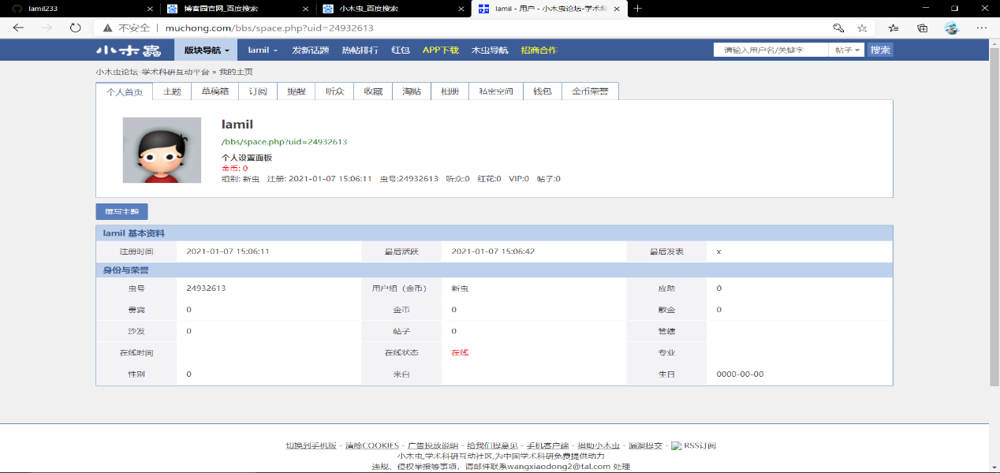 lamil233
博客园官网_百度搜索
小木虫_百度搜索
lamil - 用户 - 小木虫论坛-学术科
不安全 | muchong.com/bbs/space.php?uid=24932613
小木虫 版块导航 lamil 发新话题 热帖排行 红包 APP下载 木虫导航 招商合作 请输入用户名/关键字 帖子 搜索
小木虫论坛-学术科研互动平台 » 我的主页
个人首页 主题 草稿箱 订阅 提醒 听众 收藏 淘贴 相册 私密空间 钱包 金币荣誉
lamil
/bbs/space.php?uid=24932613
个人设置面板
金币: 0
组别: 新虫 注册: 2021-01-07 15:06:11 虫号:24932613 听众:0 红花:0 VIP:0 帖子:0
撰写主题
lamil 基本资料
注册时间 2021-01-07 15:06:11 最后活跃 2021-01-07 15:06:42 最后发表 x
身份与荣誉
虫号 24932613 用户组（金币） 新虫 应助 0
贵宾 0 金币 0 散金 0
沙发 0 帖子 0 管辖
在线时间 在线状态 在线 专业
性别 0 来自 生日 0000-00-00
切换到手机版 - 清除COOKIES - 广告投放说明 - 给我们提意见 - 手机客户端 - 捐助小木虫 - 漏洞提交 - RSS订阅
小木虫,学术科研互动社区,为中国学术科研免费提供动力
违规、侵权举报等事项，请邮件联系wangxiaodong2@tal.com 处理